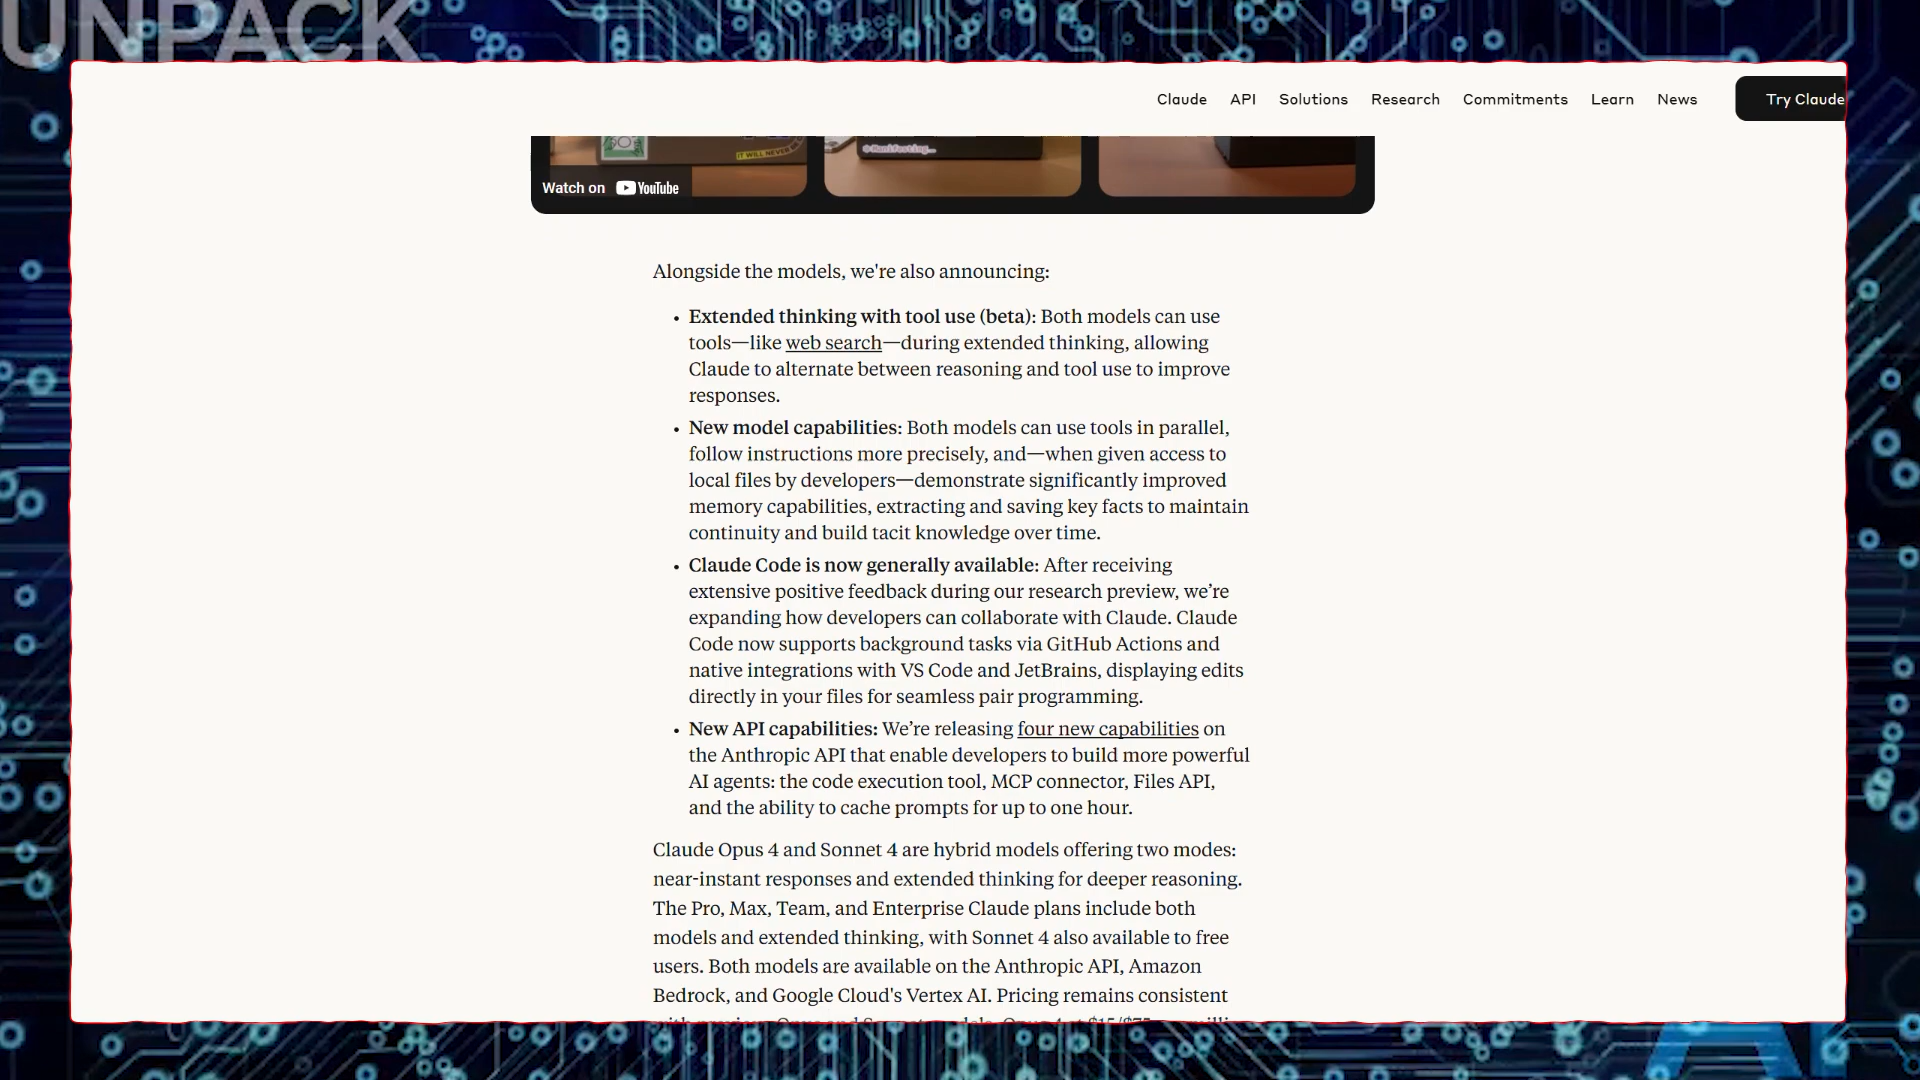 UNPACK
Claude API Solutions Research Commitments Learn News Try Claude
IT WILL NEVER
Manifesting...
Watch on YouTube
Alongside the models, we're also announcing:
• Extended thinking with tool use (beta): Both models can use
tools—like web search—during extended thinking, allowing
Claude to alternate between reasoning and tool use to improve
responses.
• New model capabilities: Both models can use tools in parallel,
follow instructions more precisely, and—when given access to
local files by developers—demonstrate significantly improved
memory capabilities, extracting and saving key facts to maintain
continuity and build tacit knowledge over time.
• Claude Code is now generally available: After receiving
extensive positive feedback during our research preview, we’re
expanding how developers can collaborate with Claude. Claude
Code now supports background tasks via GitHub Actions and
native integrations with VS Code and JetBrains, displaying edits
directly in your files for seamless pair programming.
• New API capabilities: We’re releasing four new capabilities on
the Anthropic API that enable developers to build more powerful
AI agents: the code execution tool, MCP connector, Files API,
and the ability to cache prompts for up to one hour.
Claude Opus 4 and Sonnet 4 are hybrid models offering two modes:
near-instant responses and extended thinking for deeper reasoning.
The Pro, Max, Team, and Enterprise Claude plans include both
models and extended thinking, with Sonnet 4 also available to free
users. Both models are available on the Anthropic API, Amazon
Bedrock, and Google Cloud's Vertex AI. Pricing remains consistent
AI